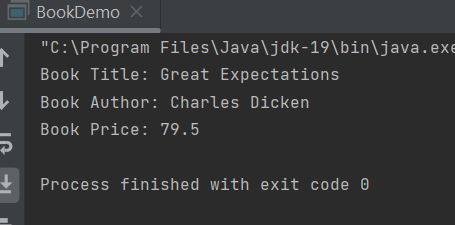 BookDemo
"C:\Program Files\Java\jdk-19\bin\java.exe
Book Title: Great Expectations
Book Author: Charles Dicken
Book Price: 79.5
Process finished with exit code 0